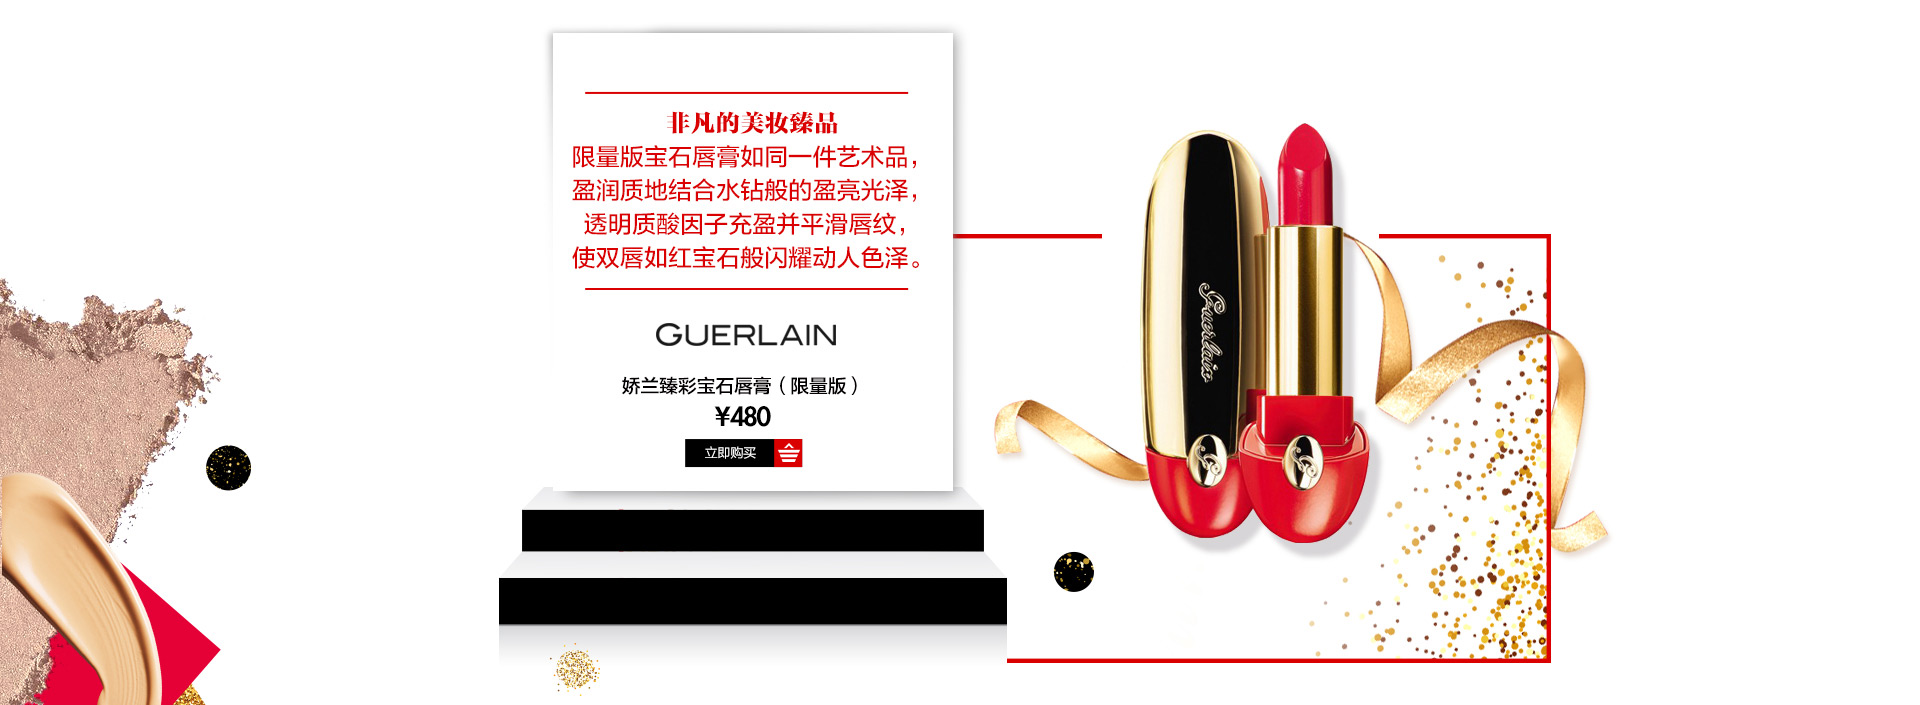 非凡的美妆臻品
限量版宝石唇膏如同一件艺术品，
盈润质地结合水钻般的盈亮光泽，
透明质酸因子充盈并平滑唇纹，
使双唇如红宝石般闪耀动人色泽。
GUERLAIN
娇兰臻彩宝石唇膏（限量版）
¥480
立即购买
Guerlain